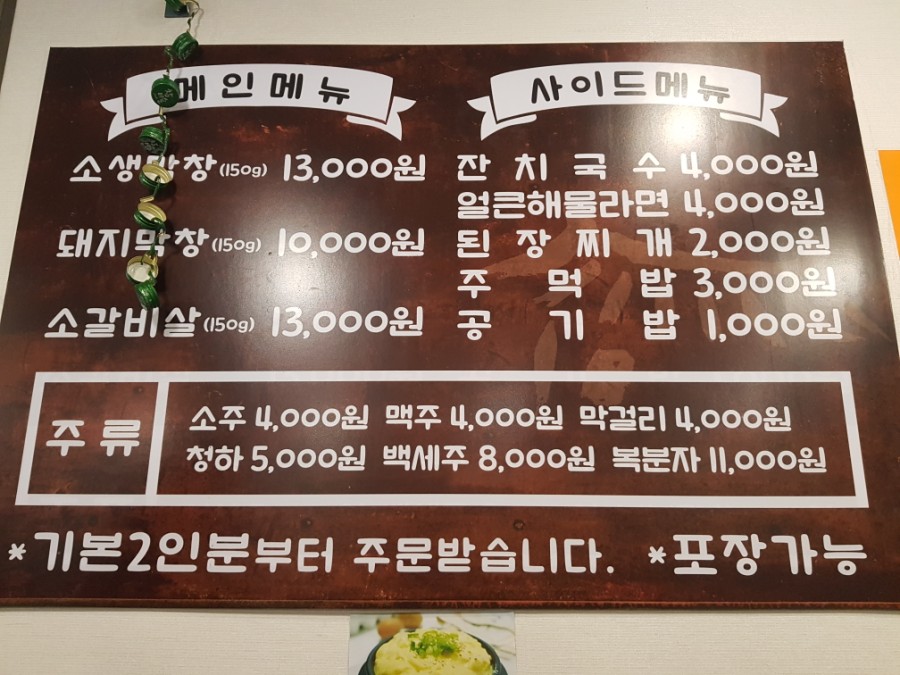 메인메뉴
소생막창(150g) 13,000원
돼지막창(150g) 10,000원
소갈비살(150g) 13,000원
사이드메뉴
잔치국수 4,000원
얼큰해물라면 4,000원
된장찌개 2,000원
주먹밥 3,000원
공기밥 1,000원
주류
소주 4,000원 맥주 4,000원 막걸리 4,000원
청하 5,000원 백세주 8,000원 복분자 11,000원
*기본2인분부터 주문받습니다. *포장가능